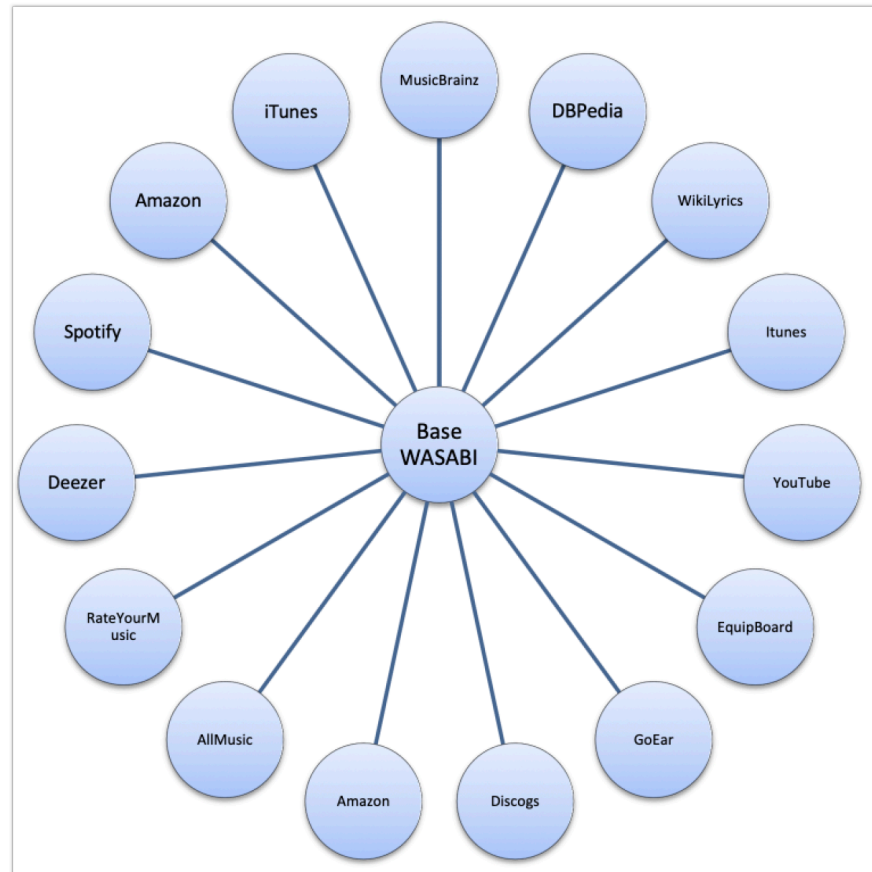 MusicBrainz
iTunes
DBPedia
Amazon
WikiLyrics
Spotify
Itunes
Base
WASABI
Deezer
YouTube
RateYourM
usic
EquipBoard
AllMusic
GoEar
Amazon
Discogs